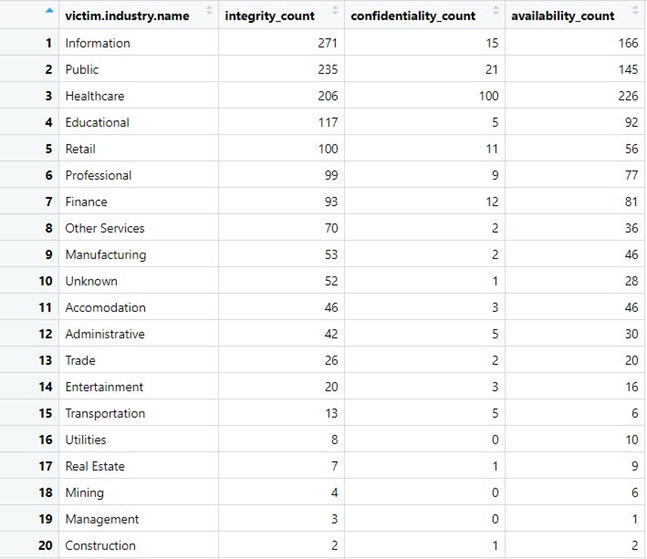 victim.industry.name integrity_count confidentiality_count availability_count
1 Information 271 15 166
2 Public 235 21 145
3 Healthcare 206 100 226
4 Educational 117 5 92
5 Retail 100 11 56
6 Professional 99 9 77
7 Finance 93 12 81
8 Other Services 70 2 36
9 Manufacturing 53 2 46
10 Unknown 52 1 28
11 Accomodation 46 3 46
12 Administrative 42 5 30
13 Trade 26 2 20
14 Entertainment 20 3 16
15 Transportation 13 5 6
16 Utilities 8 0 10
17 Real Estate 7 1 9
18 Mining 4 0 6
19 Management 3 0 1
20 Construction 2 1 2